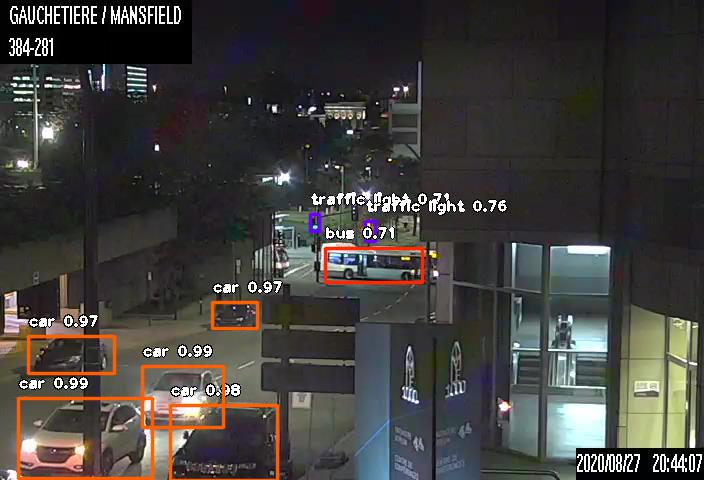 GAUCHETIERE / MANSFIELD
384-281
traffic light 0.71
traffic light 0.76
bus 0.71
car 0.97
car 0.97
car 0.99
car 0.99
car 0.98
2020/08/27 20:44:07